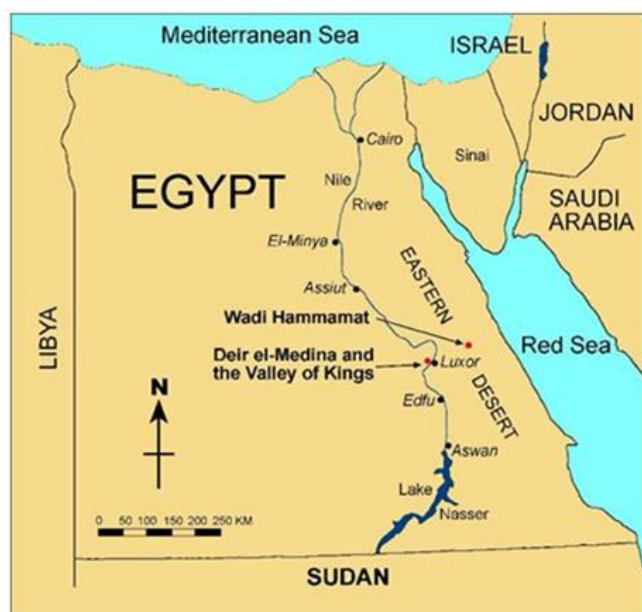 Mediterranean Sea
ISRAEL
JORDAN
Cairo
Sinai
EGYPT
Nile
River
SAUDI
ARABIA
El-Minya
EASTERN
Assiut
Wadi Hammamat
LIBYA
Red Sea
Deir el-Medina and
the Valley of Kings
Luxor
DESERT
N
Edfu
Aswan
Lake
Nasser
0 50 100 150 200 250 KM
SUDAN